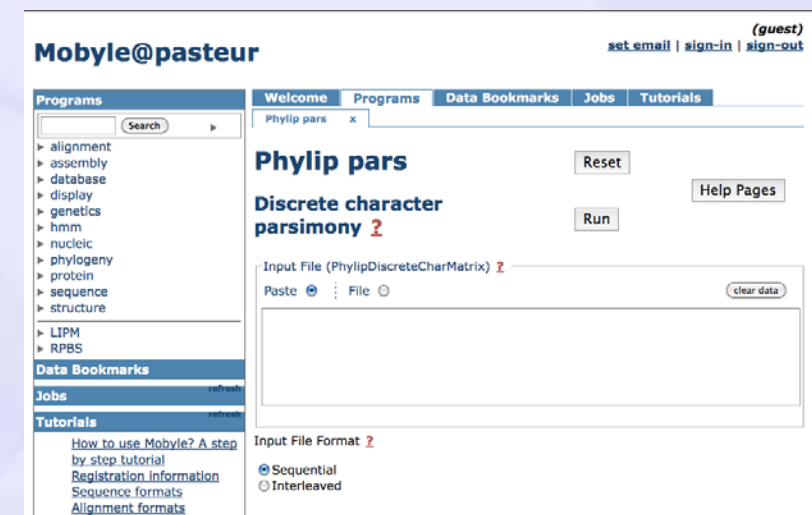 (guest)
Mobyle@pasteur
set email | sign-in | sign-out
Programs
Search
alignment
assembly
database
display
genetics
hmm
nucleic
phylogeny
protein
sequence
structure
LIPM
RPBS
Data Bookmarks
Jobs refresh
Tutorials refresh
How to use Mobyle? A step
by step tutorial
Registration information
Sequence formats
Alignment formats
Welcome Programs Data Bookmarks Jobs Tutorials
Phylip pars x
Phylip pars
Reset
Help Pages
Discrete character
parsimony ?
Run
Input File (PhylipDiscreteCharMatrix) ?
Paste File clear data
Input File Format ?
Sequential
Interleaved